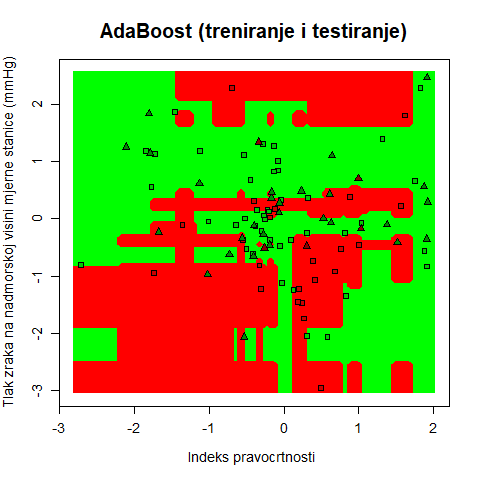 AdaBoost (treniranje i testiranje)
Tlak zraka na nadmorskoj visini mjerne stanice (mmHg)
2
1
0
-1
-2
-3
-3 -2 -1 0 1 2
Indeks pravocrtnosti